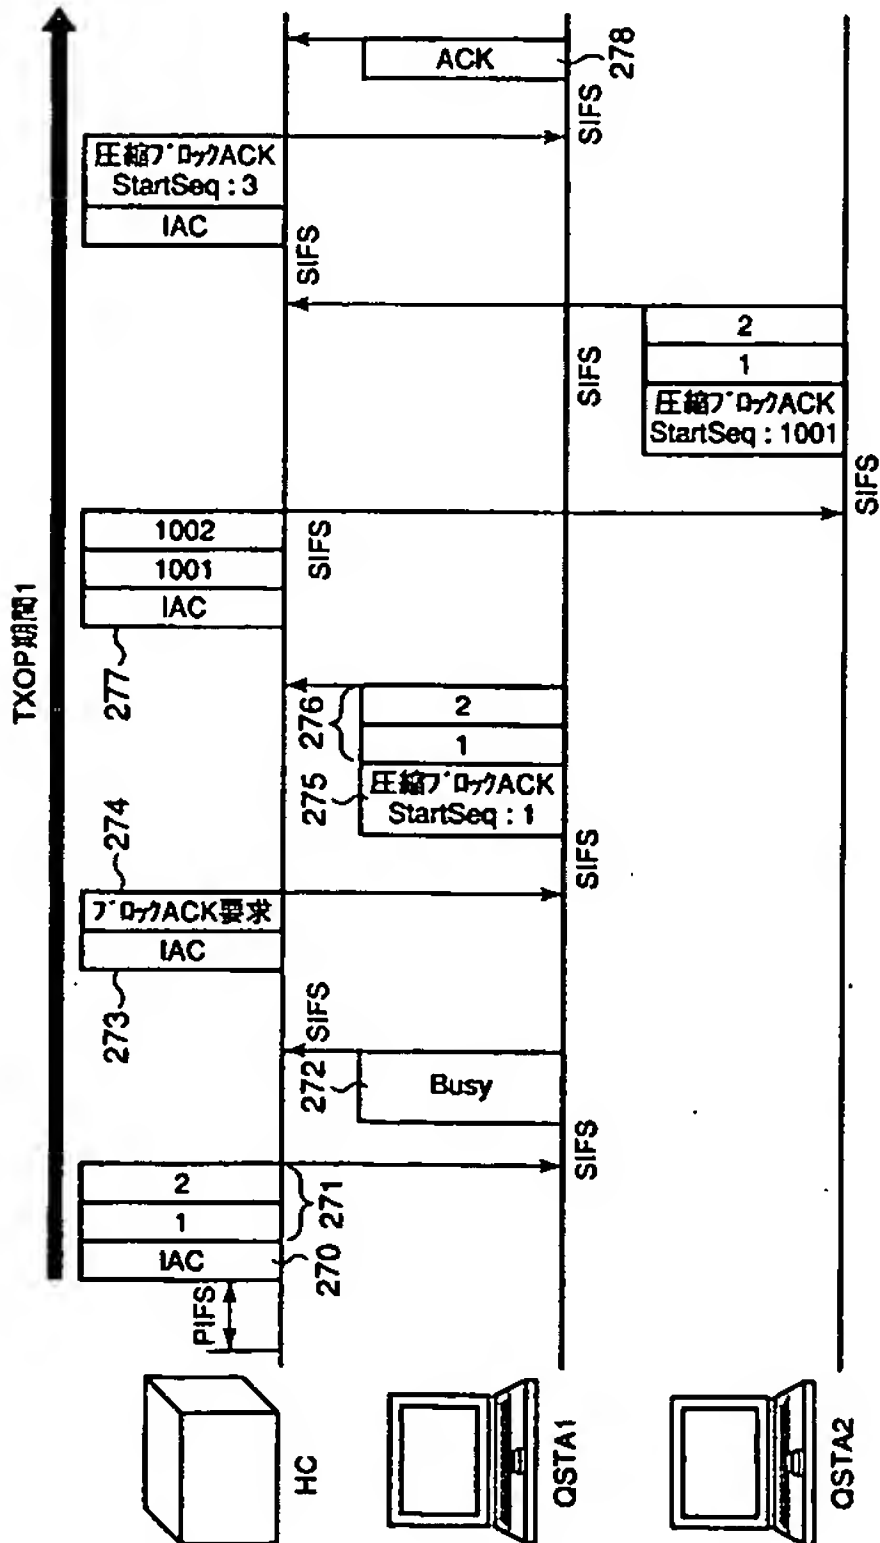 TXOP期間1
HC
PIFS
IAC
1
2
270
271
SIFS
Busy
272
SIFS
IAC
ﾌﾞﾛｯｸACK要求
273
274
SIFS
圧縮ﾌﾞﾛｯｸACK
StartSeq : 1
1
2
275
276
SIFS
IAC
1001
1002
277
SIFS
圧縮ﾌﾞﾛｯｸACK
StartSeq : 1001
1
2
SIFS
SIFS
IAC
圧縮ﾌﾞﾛｯｸACK
StartSeq : 3
SIFS
ACK
278
QSTA1
QSTA2